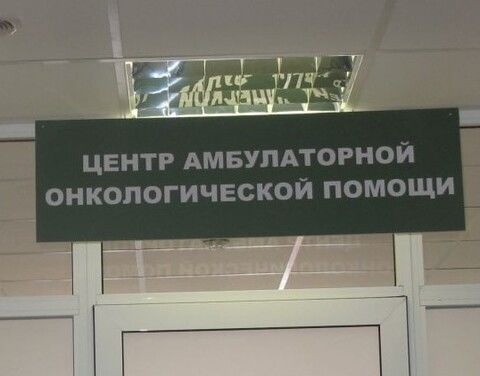 ЦЕНТР АМБУЛАТОРНОЙ
ОНКОЛОГИЧЕСКОЙ ПОМОЩИ